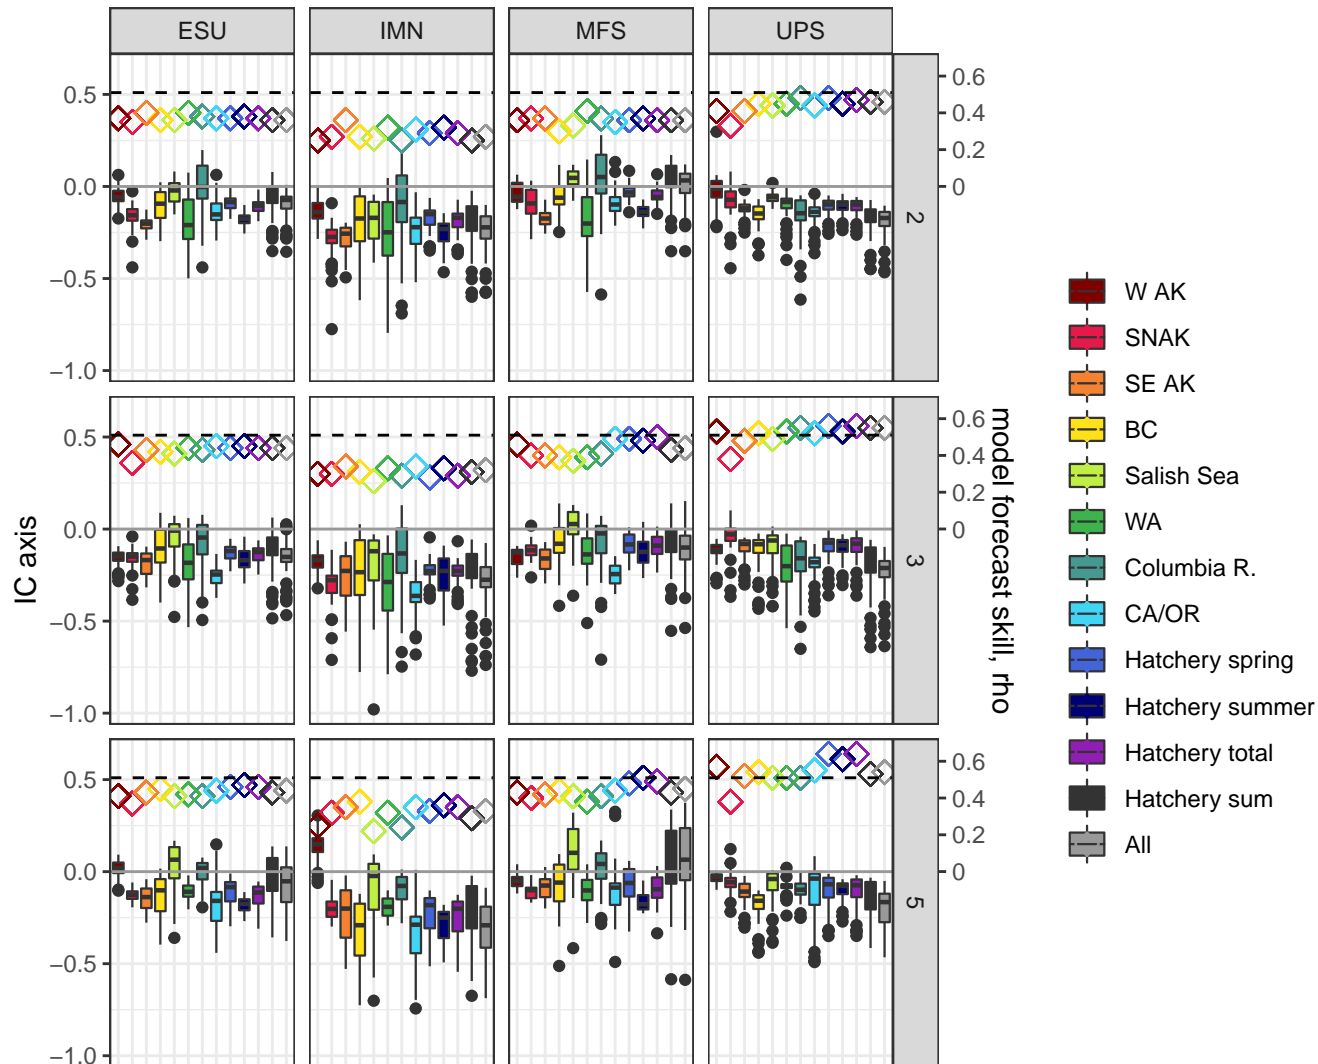 ESU IMN MFS UPS
0.5
0.0
−0.5
−1.0
0.6
0.4
0.2
0
2
0.5
0.0
−0.5
−1.0
0.6
0.4
0.2
0
3
0.5
0.0
−0.5
−1.0
0.6
0.4
0.2
0
5
IC axis
model forecast skill, rho
W AK
SNAK
SE AK
BC
Salish Sea
WA
Columbia R.
CA/OR
Hatchery spring
Hatchery summer
Hatchery total
Hatchery sum
All